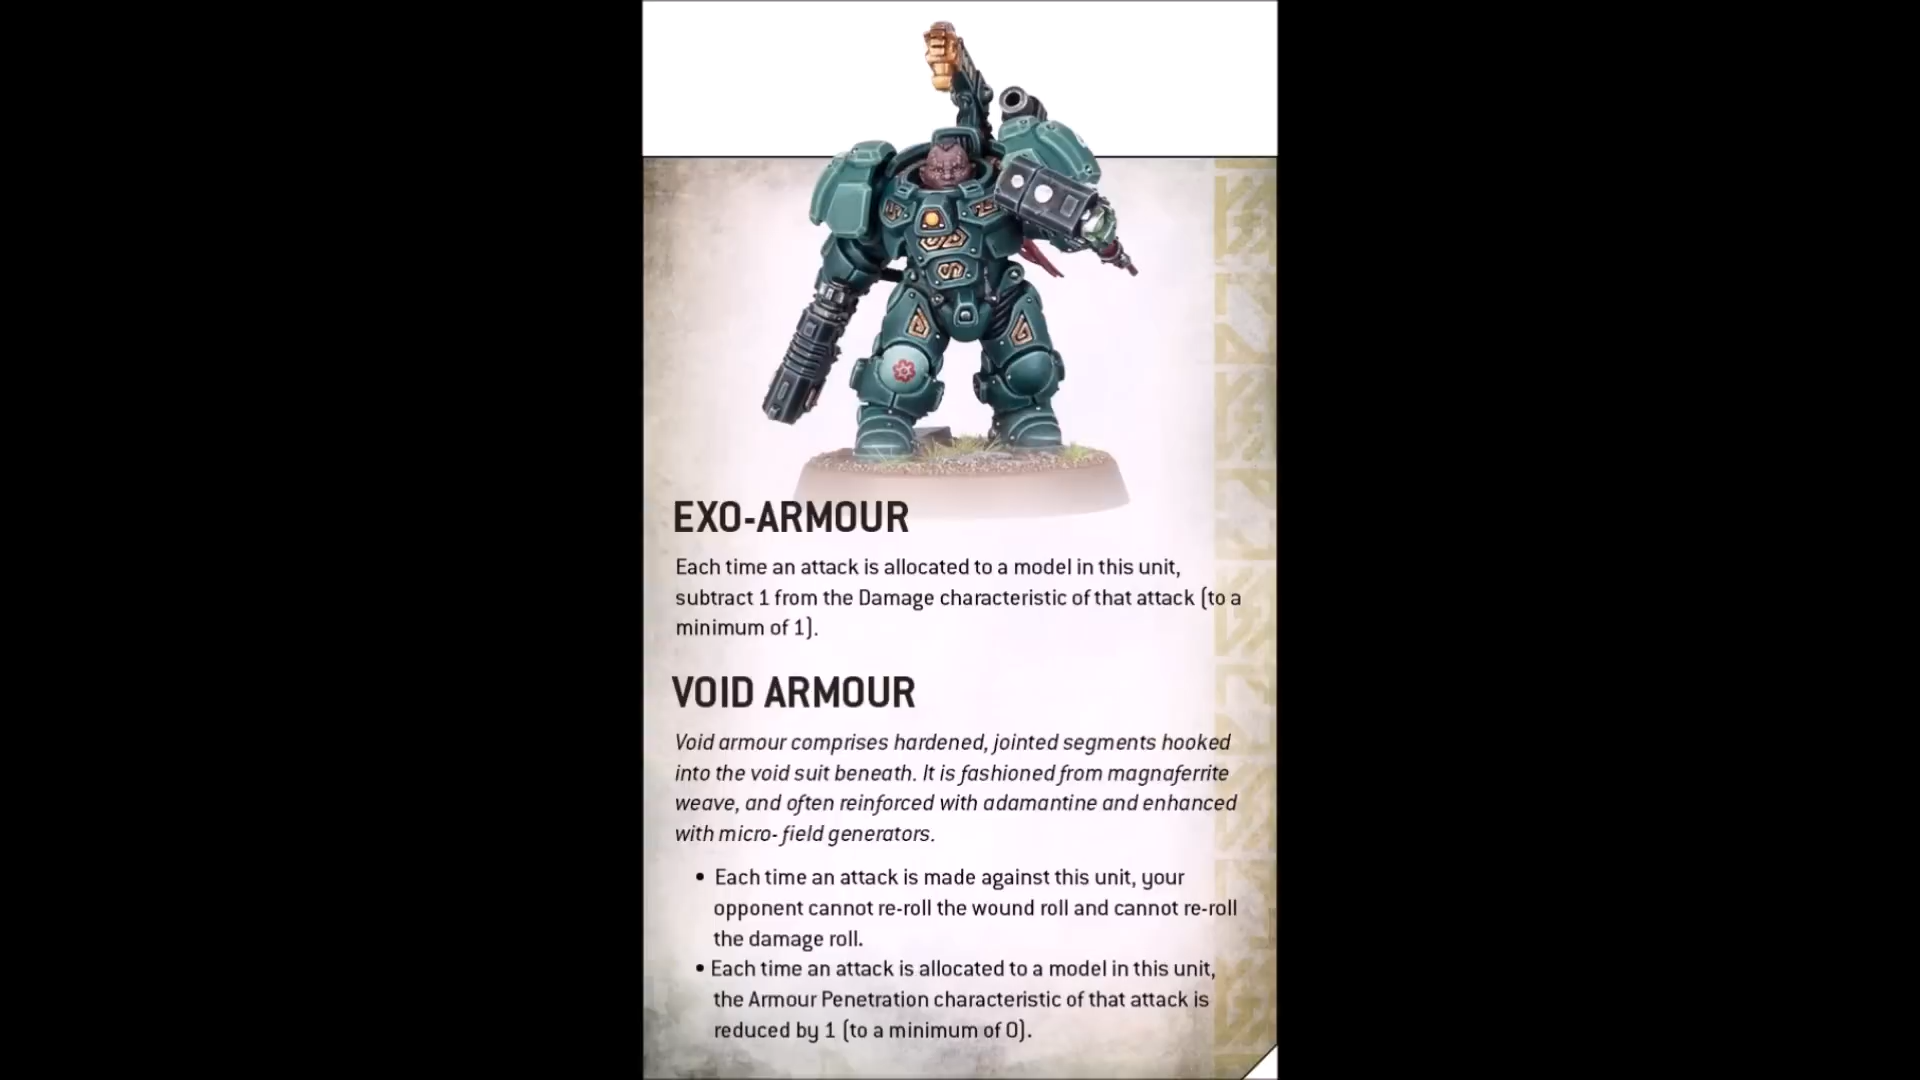 EXO-ARMOUR
Each time an attack is allocated to a model in this unit,
subtract 1 from the Damage characteristic of that attack (to a
minimum of 1).
VOID ARMOUR
Void armour comprises hardened, jointed segments hooked
into the void suit beneath. It is fashioned from magnaferrite
weave, and often reinforced with adamantine and enhanced
with micro-field generators.
• Each time an attack is made against this unit, your
opponent cannot re-roll the wound roll and cannot re-roll
the damage roll.
• Each time an attack is allocated to a model in this unit,
the Armour Penetration characteristic of that attack is
reduced by 1 (to a minimum of 0).